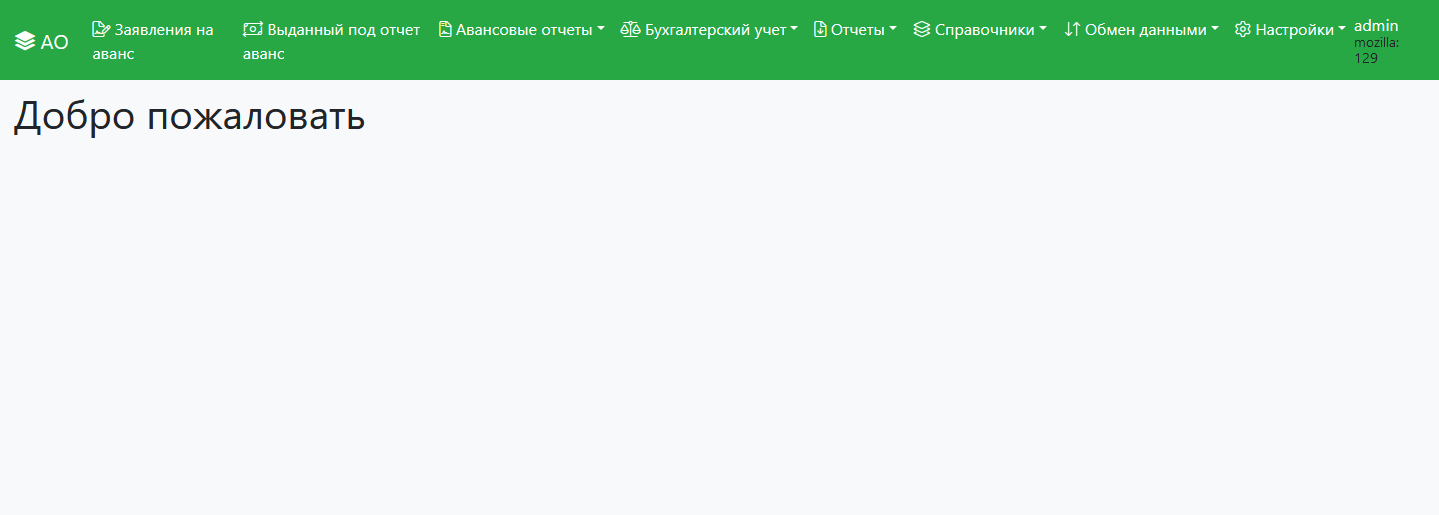 АО
Заявления на
аванс
Выданный под отчет
аванс
Авансовые отчеты
Бухгалтерский учет
Отчеты
Справочники
Обмен данными
Настройки
admin
mozilla:
129
Добро пожаловать